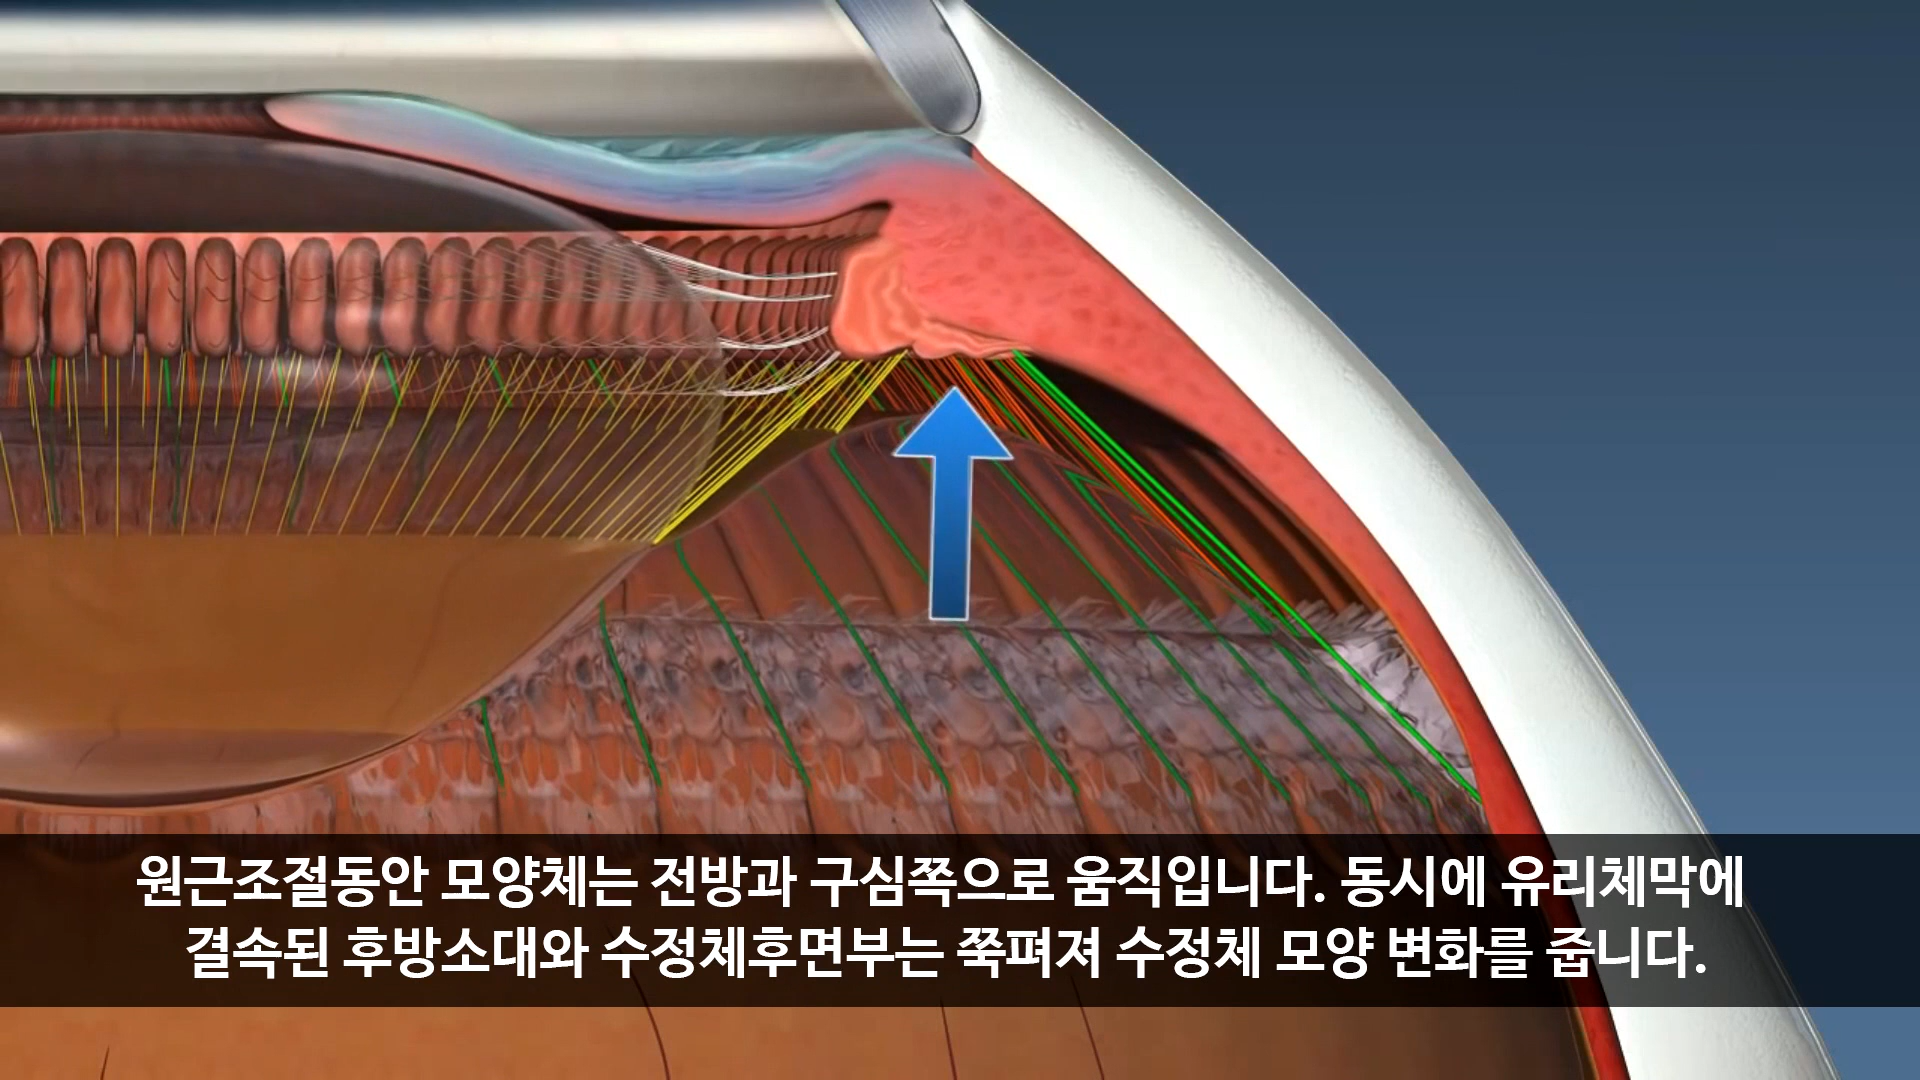 원근조절동안 모양체는 전방과 구심쪽으로 움직입니다. 동시에 유리체막에
결속된 후방소대와 수정체후면부는 쭉펴져 수정체 모양 변화를 줍니다.